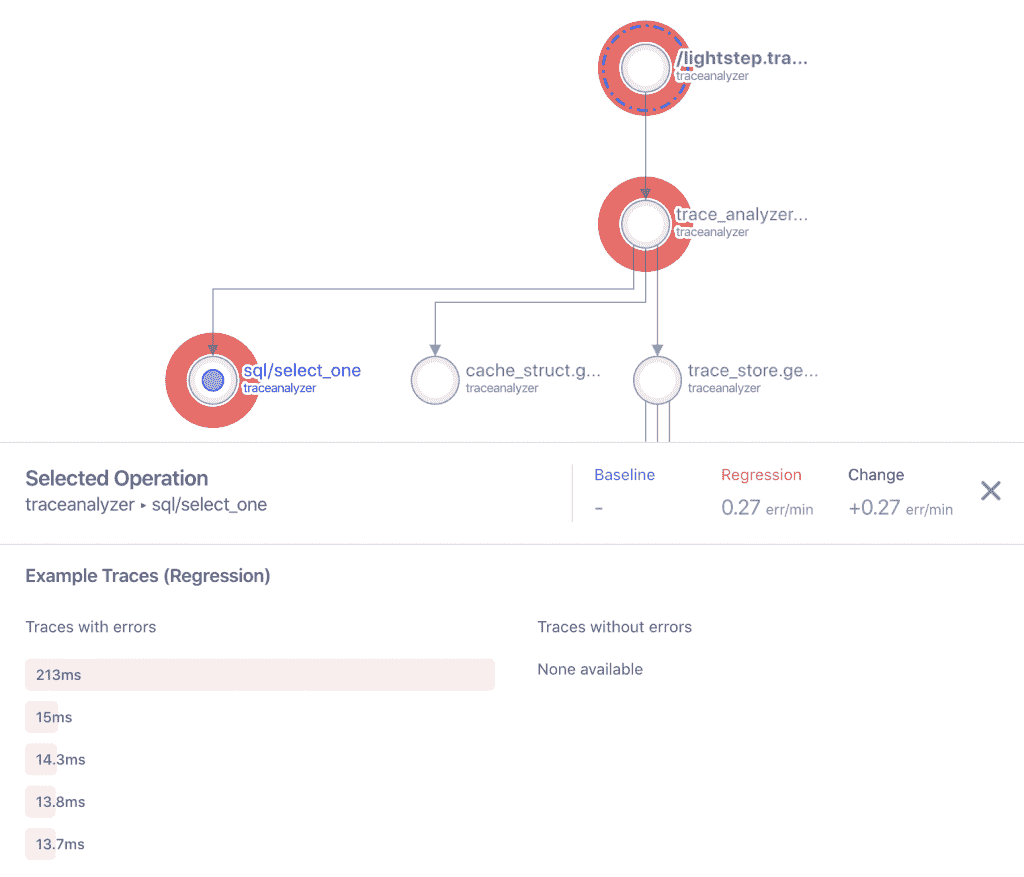 /lightstep.tra...
traceanalyzer
trace_analyzer...
traceanalyzer
sql/select_one
traceanalyzer
cache_struct.g...
traceanalyzer
trace_store.ge...
traceanalyzer
Selected Operation
traceanalyzer ▸ sql/select_one
Baseline
-
Regression
0.27 err/min
Change
+0.27 err/min
Example Traces (Regression)
Traces with errors
213ms
15ms
14.3ms
13.8ms
13.7ms
Traces without errors
None available